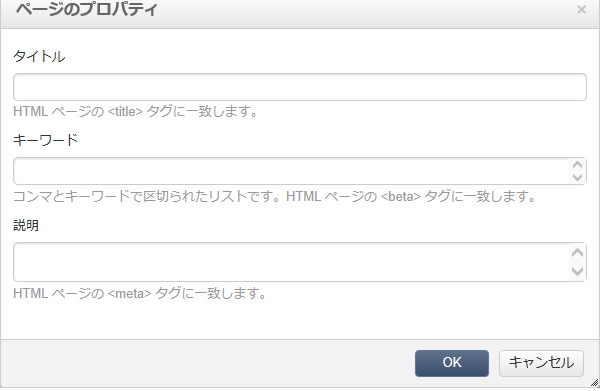 ページのプロパティ
×
タイトル
HTML ページの <title> タグに一致します。
キーワード
コンマとキーワードで区切られたリストです。HTML ページの <beta> タグに一致します。
説明
HTML ページの <meta> タグに一致します。
OK キャンセル